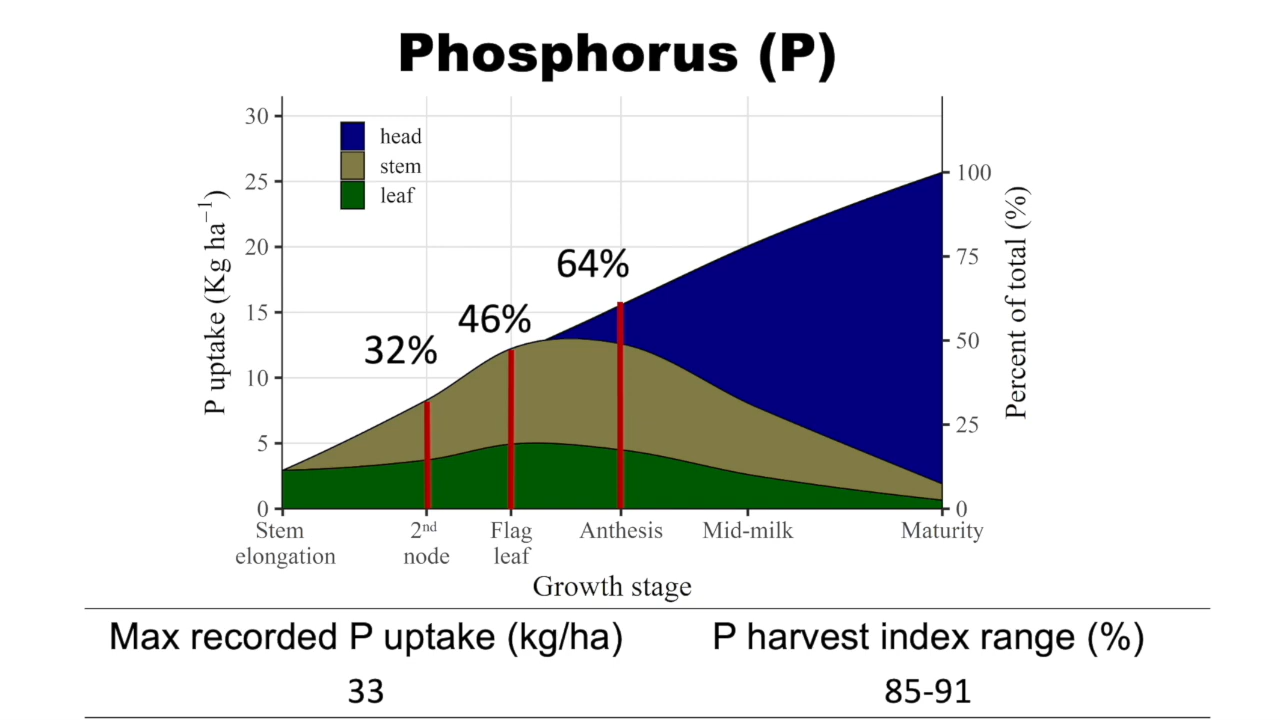 Phosphorus (P)
30
25
20
15
10
5
0
P uptake (Kg ha⁻¹)
head
stem
leaf
32%
46%
64%
100
75
50
25
0
Percent of total (%)
Stem elongation
2ⁿᵈ node
Flag leaf
Anthesis
Mid-milk
Maturity
Growth stage
Max recorded P uptake (kg/ha) P harvest index range (%)
33 85-91